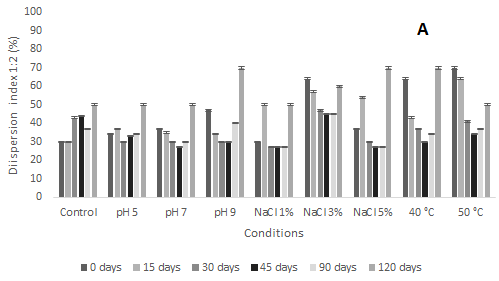 A
Diispersion index 1:2 (%)
100
90
80
70
60
50
40
30
20
10
0
Control pH 5 pH 7 pH 9 NaCl 1% NaCl 3% NaCl 5% 40 °C 50 °C
Conditions
0 days 15 days 30 days 45 days 90 days 120 days